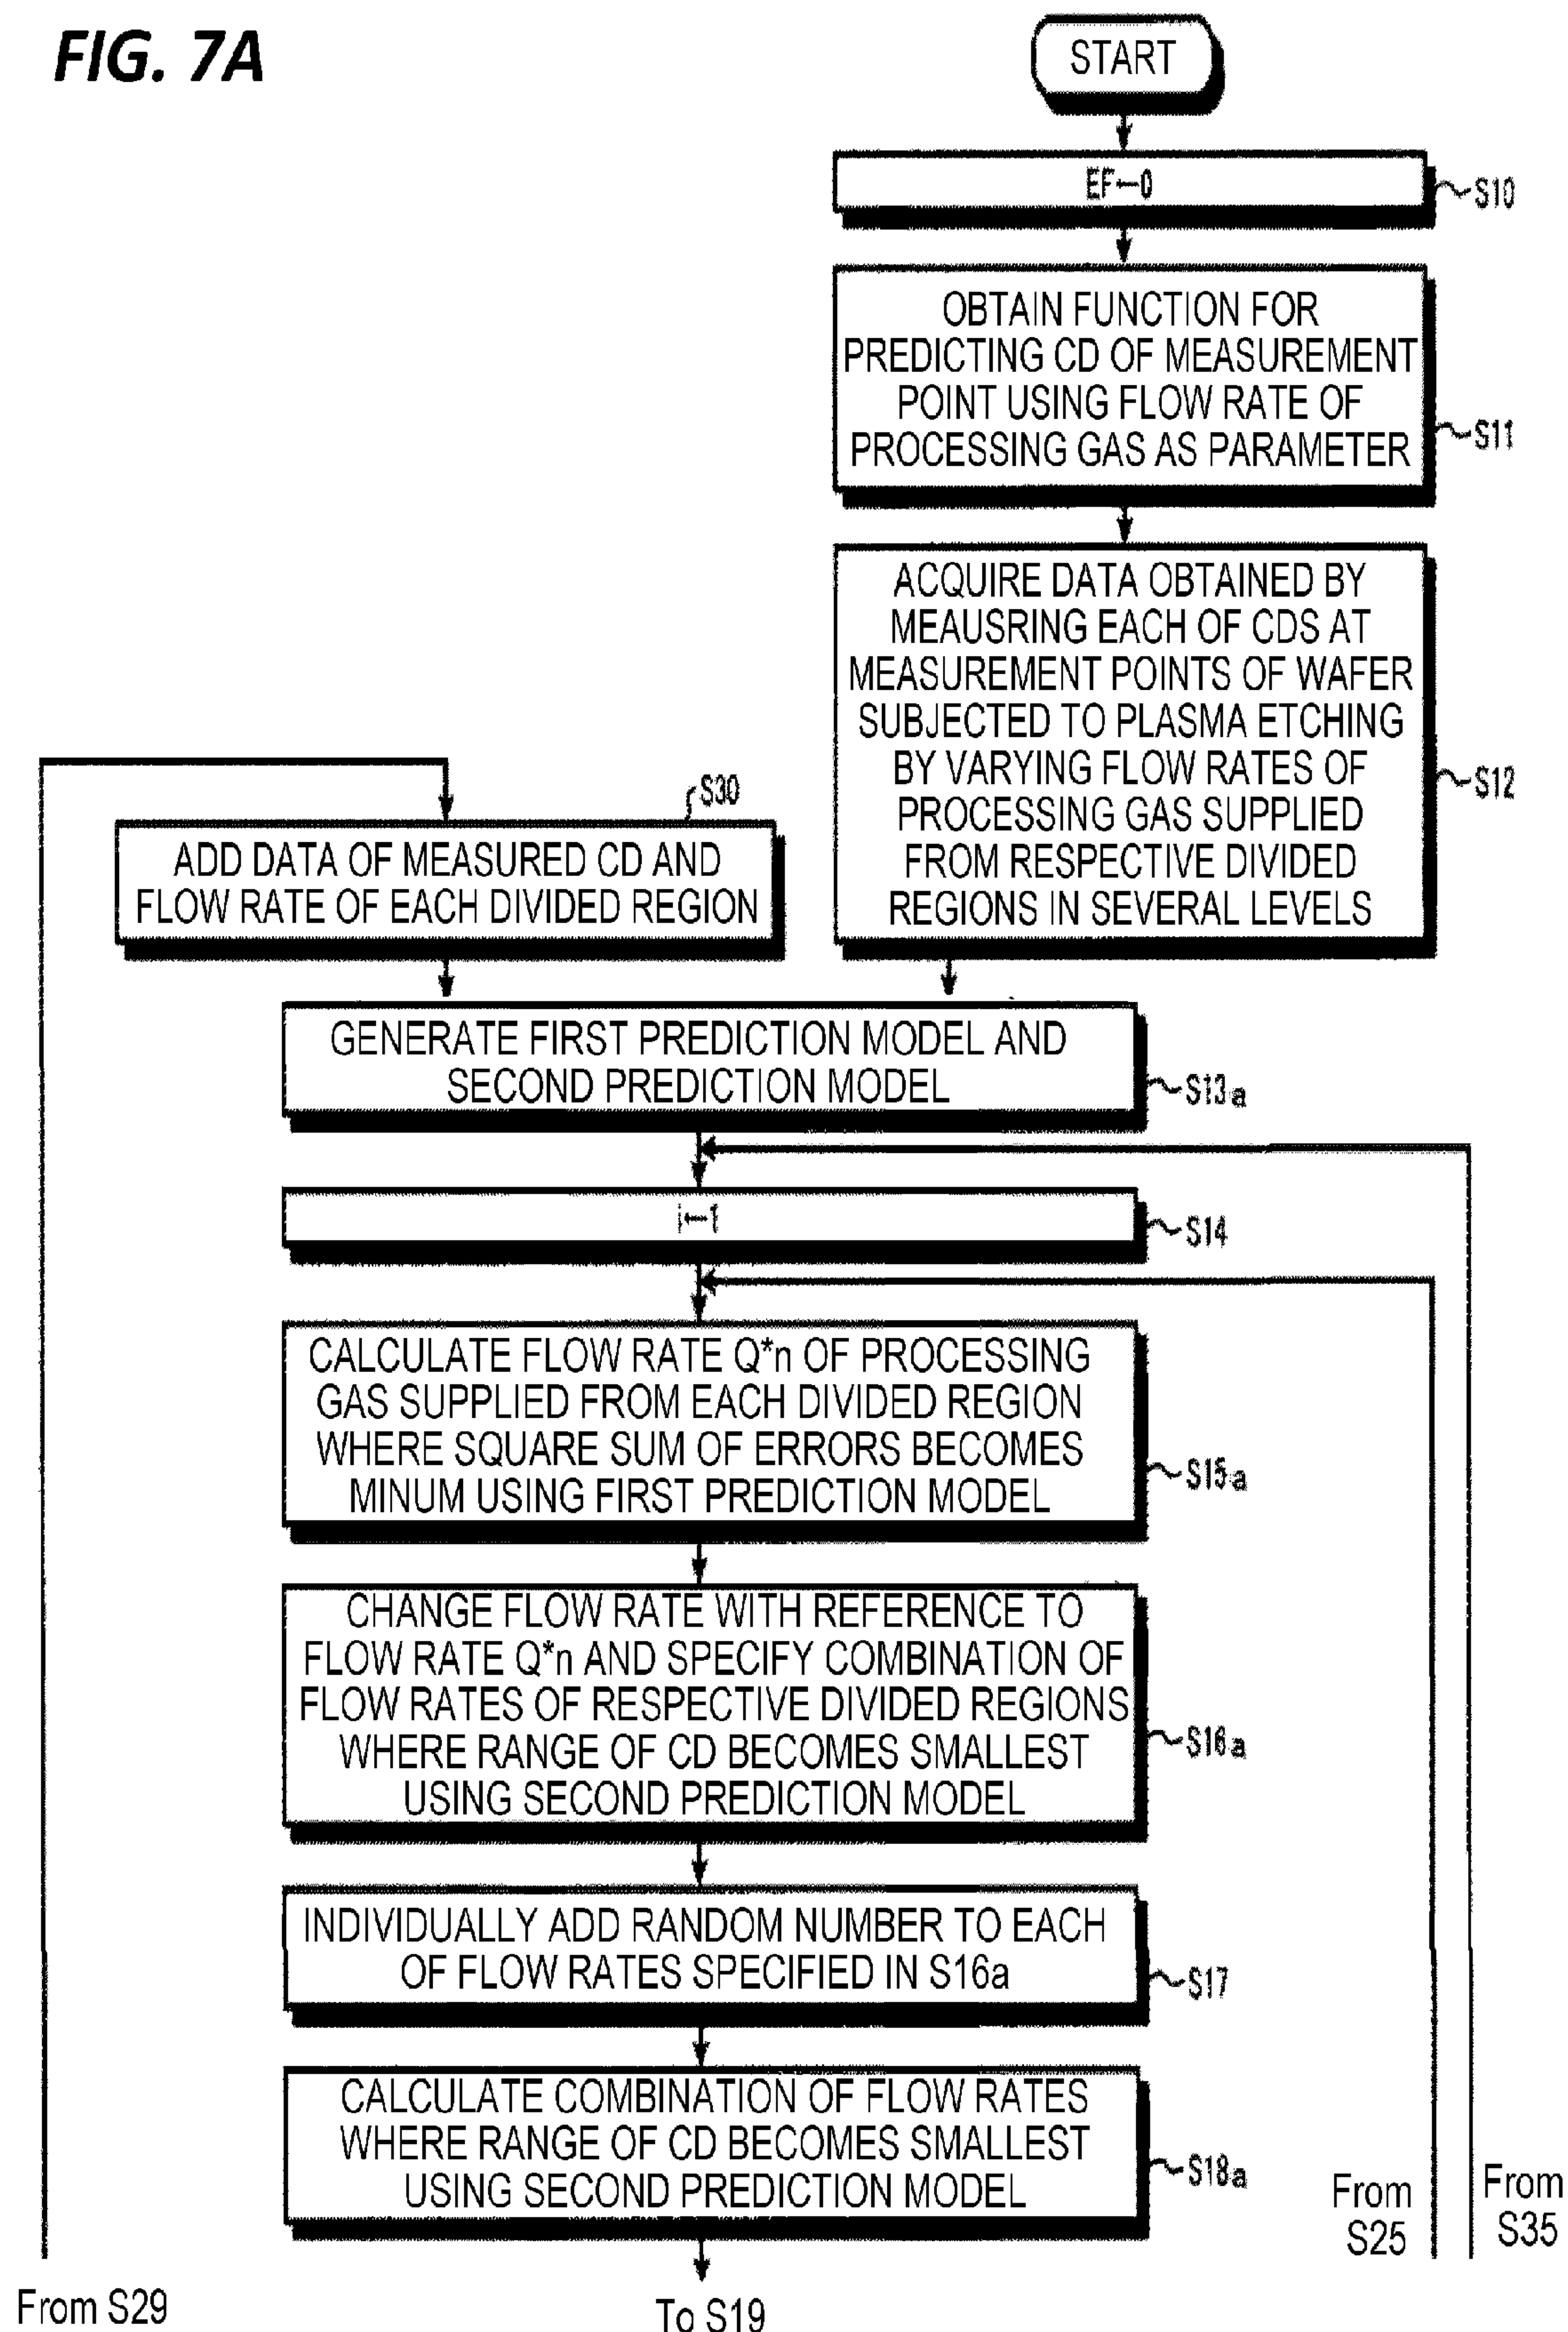 FIG. 7A
START
EF←0
S10
OBTAIN FUNCTION FOR
PREDICTING CD OF MEASUREMENT
POINT USING FLOW RATE OF
PROCESSING GAS AS PARAMETER
S11
ACQUIRE DATA OBTAINED BY
MEAUSRING EACH OF CDS AT
MEASUREMENT POINTS OF WAFER
SUBJECTED TO PLASMA ETCHING
BY VARYING FLOW RATES OF
PROCESSING GAS SUPPLIED
FROM RESPECTIVE DIVIDED
REGIONS IN SEVERAL LEVELS
S12
S30
ADD DATA OF MEASURED CD AND
FLOW RATE OF EACH DIVIDED REGION
GENERATE FIRST PREDICTION MODEL AND
SECOND PREDICTION MODEL
S13a
i←1
S14
CALCULATE FLOW RATE Q*n OF PROCESSING
GAS SUPPLIED FROM EACH DIVIDED REGION
WHERE SQUARE SUM OF ERRORS BECOMES
MINUM USING FIRST PREDICTION MODEL
S15a
CHANGE FLOW RATE WITH REFERENCE TO
FLOW RATE Q*n AND SPECIFY COMBINATION OF
FLOW RATES OF RESPECTIVE DIVIDED REGIONS
WHERE RANGE OF CD BECOMES SMALLEST
USING SECOND PREDICTION MODEL
S16a
INDIVIDUALLY ADD RANDOM NUMBER TO EACH
OF FLOW RATES SPECIFIED IN S16a
S17
CALCULATE COMBINATION OF FLOW RATES
WHERE RANGE OF CD BECOMES SMALLEST
USING SECOND PREDICTION MODEL
S18a
From
S25
From
S35
From S29
To S19